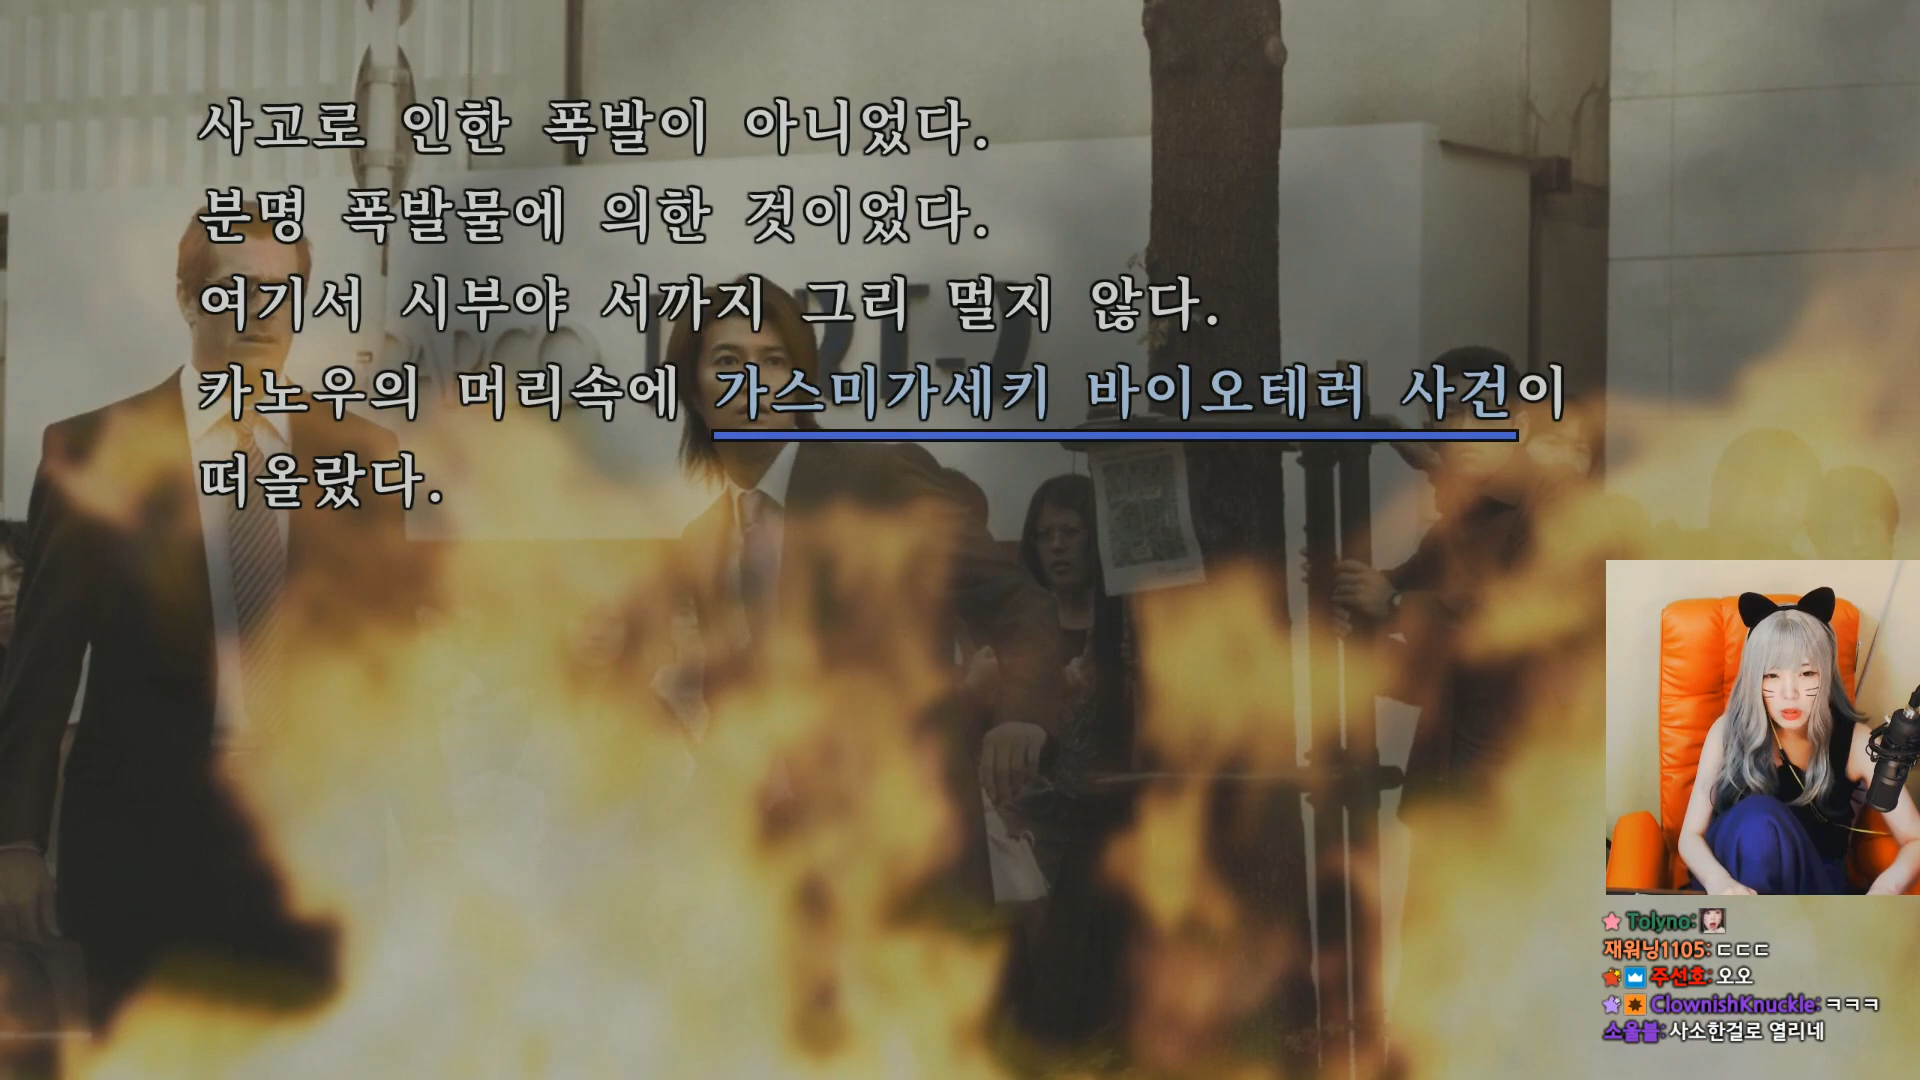 사고로 인한 폭발이 아니었다.
분명 폭발물에 의한 것이었다.
여기서 시부야 서까지 그리 멀지 않다.
카노우의 머리속에 가스미가세키 바이오테러 사건이
떠올랐다.
Tolyno:
재워닝1105: ㄷㄷㄷ
주선호: 오오
ClownishKnuckle: ㅋㅋㅋ
소울블: 사소한걸로 열리네